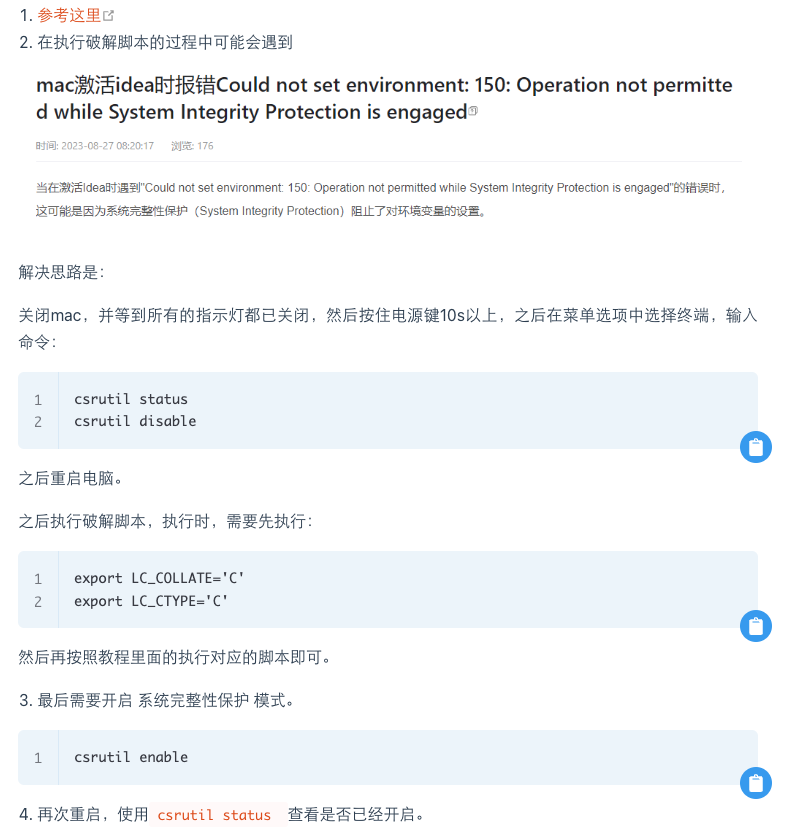 1. 参考这里
2. 在执行破解脚本的过程中可能会遇到
mac激活idea时报错Could not set environment: 150: Operation not permitte
d while System Integrity Protection is engaged
时间: 2023-08-27 08:20:17 浏览: 176
当在激活Idea时遇到"Could not set environment: 150: Operation not permitted while System Integrity Protection is engaged"的错误时，
这可能是因为系统完整性保护（System Integrity Protection）阻止了对环境变量的设置。
解决思路是：
关闭mac，并等到所有的指示灯都已关闭，然后按住电源键10s以上，之后在菜单选项中选择终端，输入
命令：
1 csrutil status
2 csrutil disable
之后重启电脑。
之后执行破解脚本，执行时，需要先执行：
1 export LC_COLLATE='C'
2 export LC_CTYPE='C'
然后再按照教程里面的执行对应的脚本即可。
3. 最后需要开启 系统完整性保护 模式。
1 csrutil enable
4. 再次重启，使用 csrutil status 查看是否已经开启。